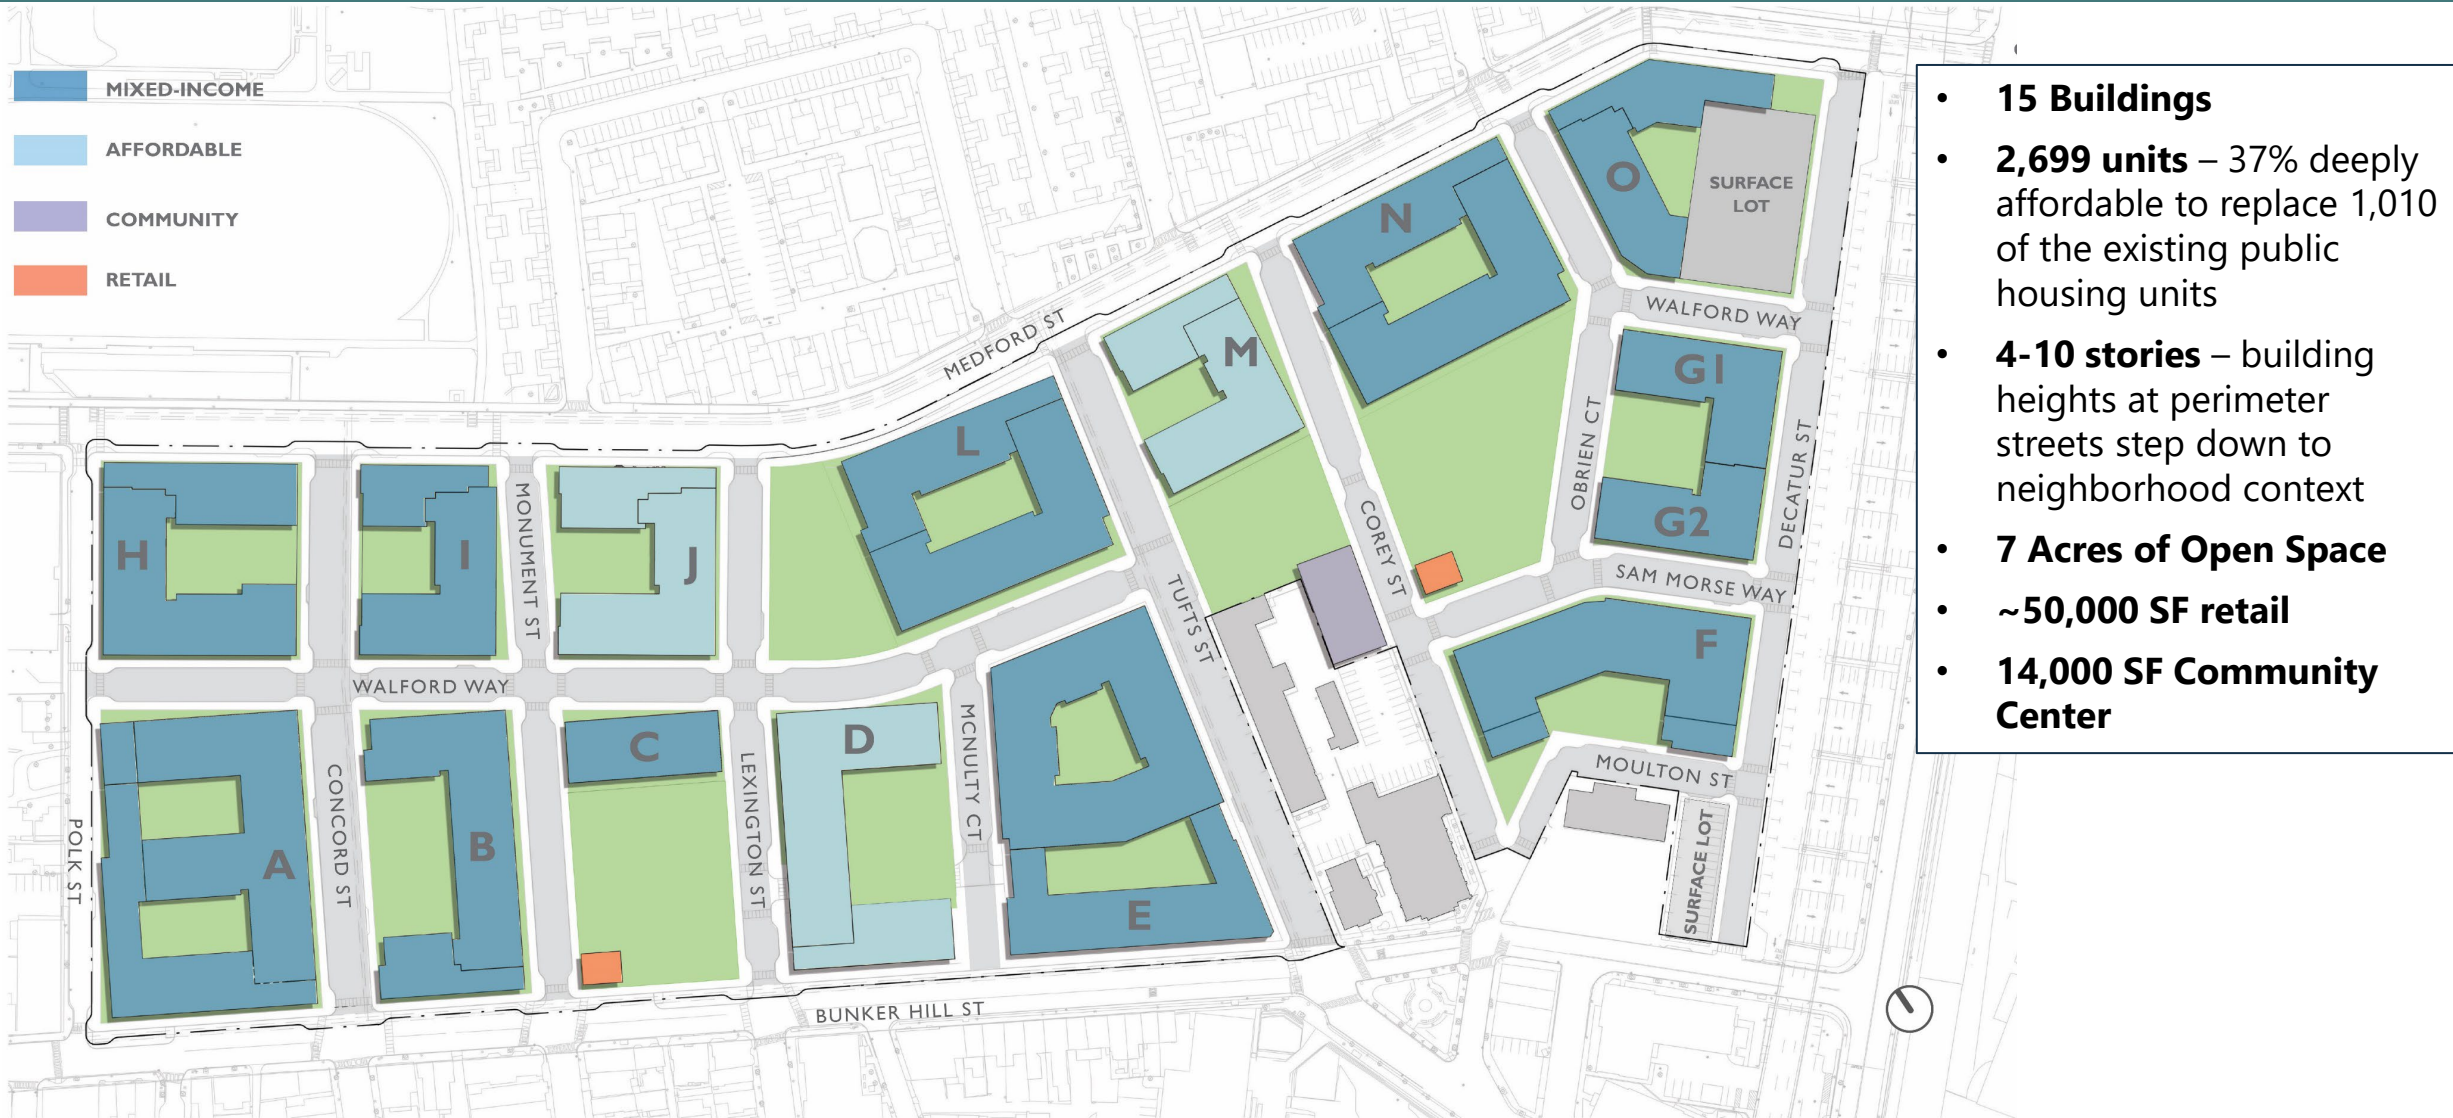 MIXED-INCOME
AFFORDABLE
COMMUNITY
RETAIL
MEDFORD ST
O
SURFACE
LOT
N
WALFORD WAY
M
G1
L
OBRIEN CT
DECATUR ST
G2
H
I
MONUMENT ST
J
COREY ST
TUFTS ST
SAM MORSE WAY
WALFORD WAY
F
C
D
MCNULTY CT
MOULTON ST
POLK ST
CONCORD ST
LEXINGTON ST
A
B
E
SURFACE LOT
BUNKER HILL ST
• 15 Buildings
• 2,699 units – 37% deeply
affordable to replace 1,010
of the existing public
housing units
• 4-10 stories – building
heights at perimeter
streets step down to
neighborhood context
• 7 Acres of Open Space
• ~50,000 SF retail
• 14,000 SF Community
Center